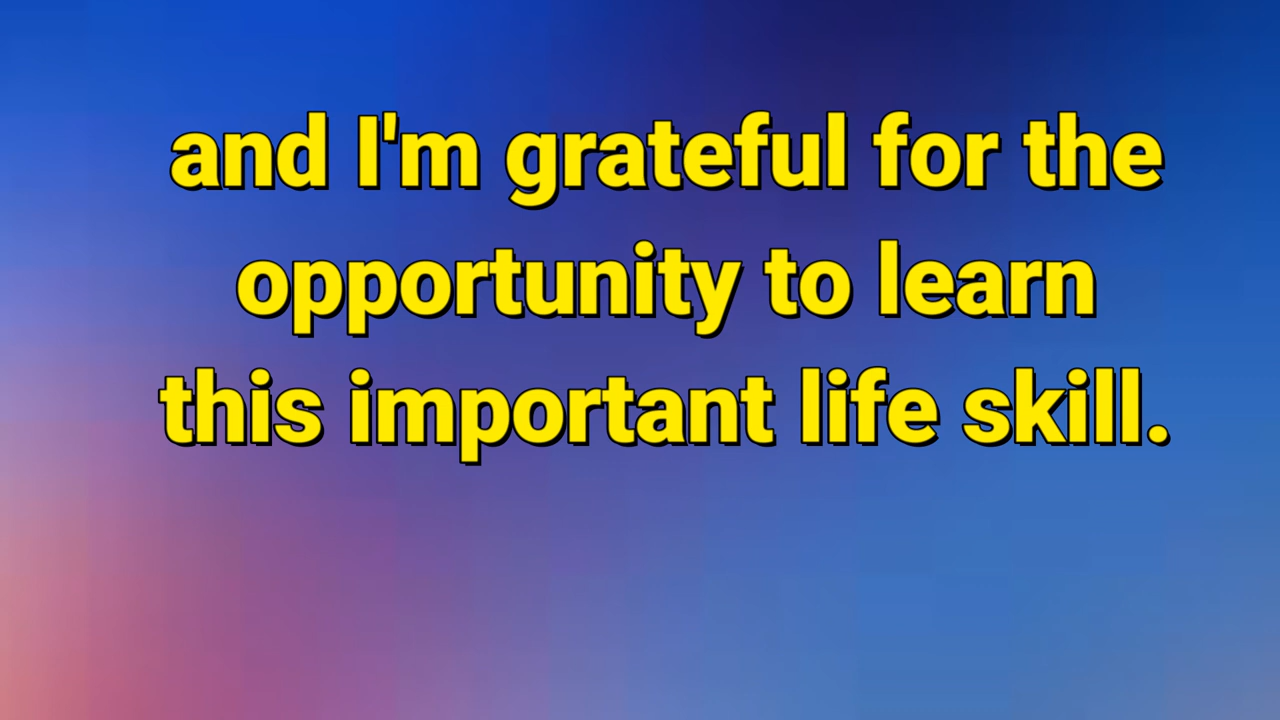 and I'm grateful for the
opportunity to learn
this important life skill.